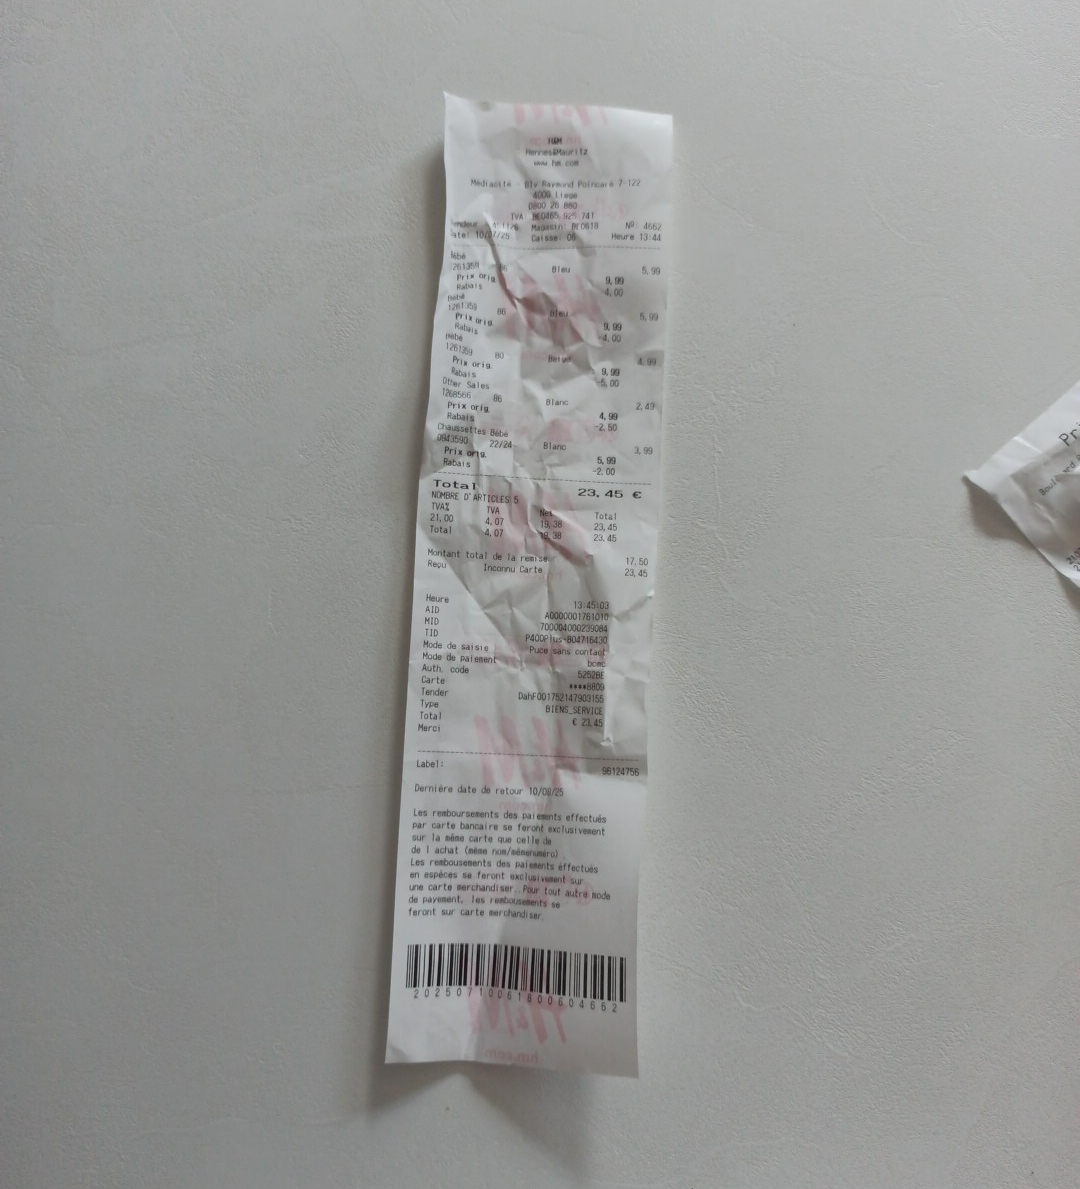 H&M
Hennes&Mauritz
www.hm.com
Médiacité - Blv Raymond Poincaré 7-122
4000 Liege
0800 26 860
TVA BE0465.925.741
Magasin: BE0618 Nº: 4662
Date: 10/07/25 Caisse: 06 Heure 13:44
Bébé
1261359 86 Bleu 5,99
Prix orig. 9,99
Rabais -4,00
Bébé
1261359 86 Bleu 5,99
Prix orig. 9,99
Rabais -4,00
Bébé
1261359 80 Beige 4,99
Prix orig. 9,99
Rabais -5,00
Other Sales
1268566 86 Blanc 2,49
Prix orig. 4,99
Rabais -2,50
Chaussettes Bébé
0943590 22/24 Blanc 3,99
Prix orig. 5,99
Rabais -2,00
Total 23,45 €
NOMBRE D'ARTICLES 5
TVA% TVA Net Total
21,00 4,07 19,38 23,45
Total 4,07 19,38 23,45
Montant total de la remise 17,50
Reçu Inconnu Carte 23,45
Heure 13:45:03
AID A0000001761010
MID 700004000239084
TID P400Plus-804716430
Mode de saisie Puce sans contact
Mode de paiement bcmc
Auth. code 52528E
Carte ****8809
Tender DahF001752147903155
Type BIENS_SERVICE
Total € 23,45
Merci
Label: 96124756
Dernière date de retour 10/08/25
Les remboursements des paiements effectués
par carte bancaire se feront exclusivement
sur la même carte que celle de
de l achat (même nom/mêmenuméro) .
Les remboursements des paiements éffectués
en espèces se feront exclusivement sur
une carte merchandiser. Pour tout autre mode
de payement, les remboursements se
feront sur carte merchandiser.
2025071006180604662
hm.com